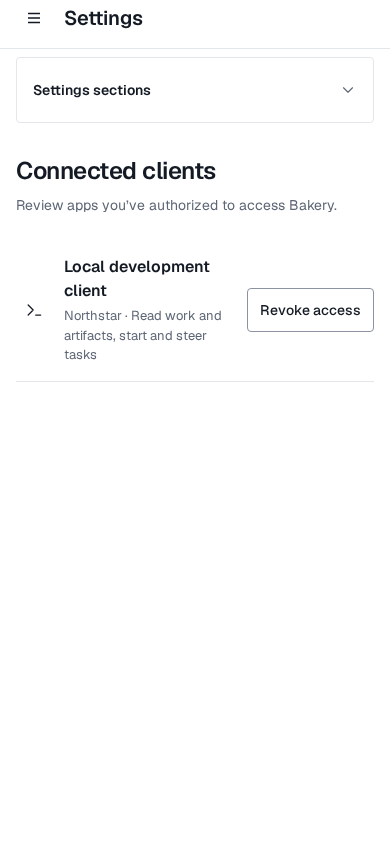 Settings
Settings sections
Connected clients
Review apps you've authorized to access Bakery.
Local development
client
Northstar · Read work and
artifacts, start and steer
tasks
Revoke access